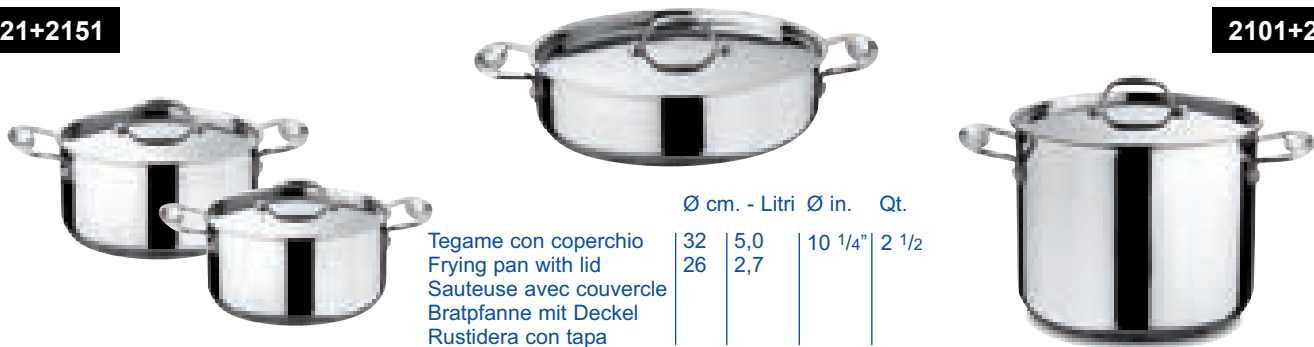 21+2151
2101+2
Ø cm. - Litri Ø in. Qt.
Tegame con coperchio 32 5,0 10 1/4” 2 1/2
Frying pan with lid 26 2,7
Sauteuse avec couvercle
Bratpfanne mit Deckel
Rustidera con tapa